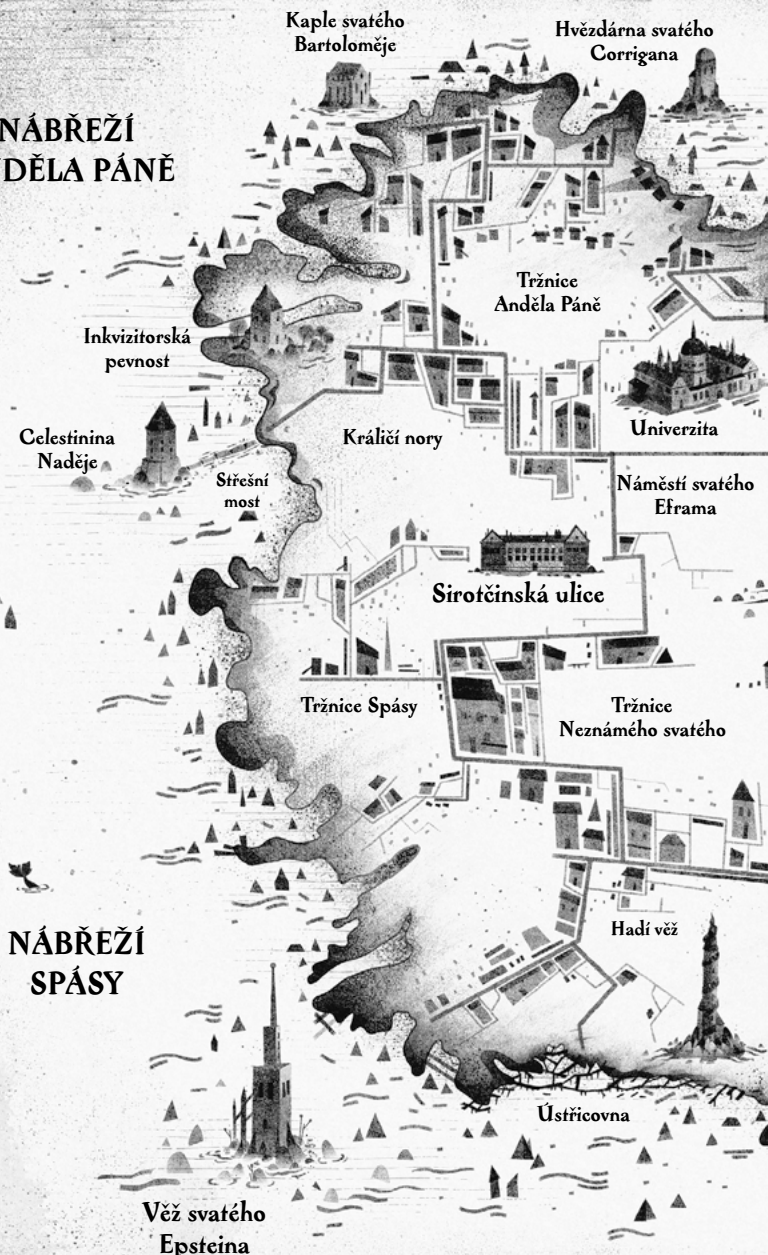 Kaple svatého
Bartoloměje
Hvězdárna svatého
Corrigana
NÁBŘEŽÍ
DĚLA PÁNĚ
Tržnice
Anděla Páně
Inkvizitorská
pevnost
Univerzita
Celestinina
Naděje
Králičí nory
Střešní
most
Náměstí svatého
Eframa
Sirotčinská ulice
Tržnice Spásy
Tržnice
Neznámého svatého
NÁBŘEŽÍ
SPÁSY
Hadí věž
Ústřicovna
Věž svatého
Epsteina